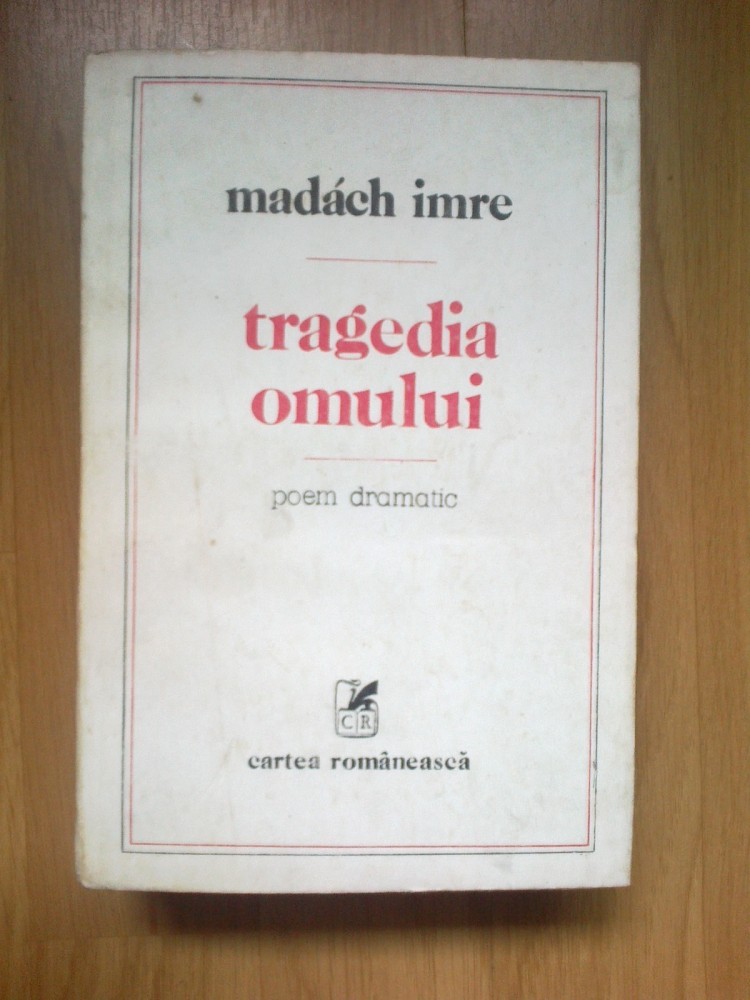 madách imre
tragedia
omului
poem dramatic
CR
cartea românească